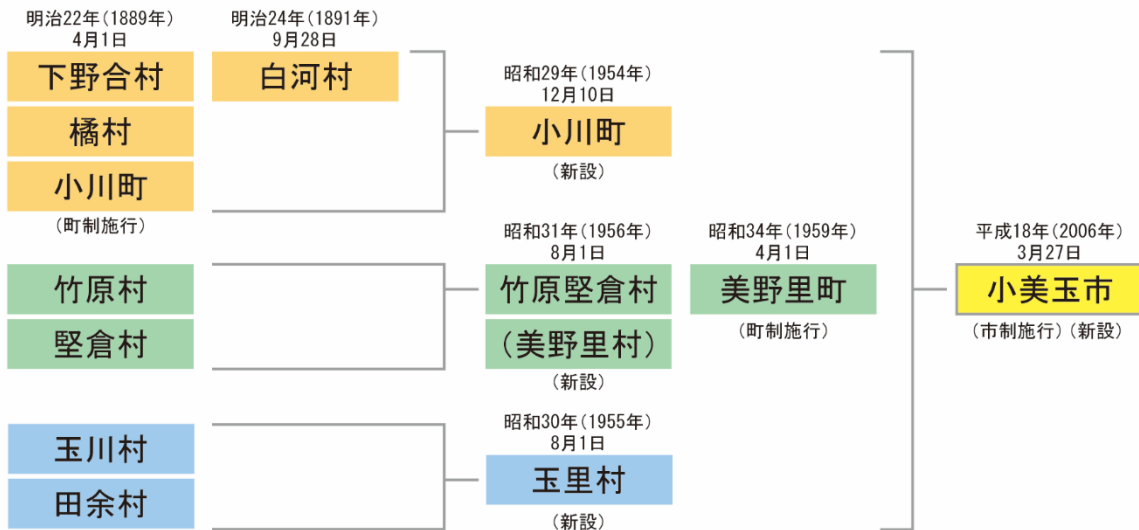 明治22年(1889年)
4月1日
下野合村
橘村
小川町
(町制施行)
明治24年(1891年)
9月28日
白河村
昭和29年(1954年)
12月10日
小川町
(新設)
竹原村
堅倉村
昭和31年(1956年)
8月1日
竹原堅倉村
(美野里村)
(新設)
昭和34年(1959年)
4月1日
美野里町
(町制施行)
玉川村
田余村
昭和30年(1955年)
8月1日
玉里村
(新設)
平成18年(2006年)
3月27日
小美玉市
(市制施行)(新設)